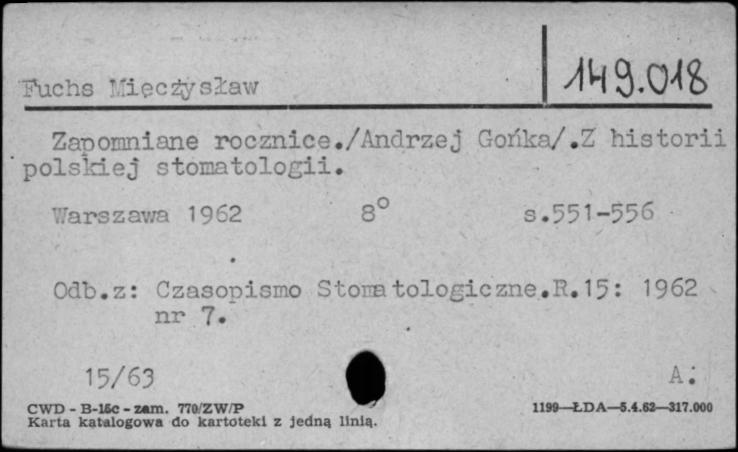 149.018
Fuchs Mieczysław
Zapomniane rocznice./Andrzej Gońka/.Z historii
polskiej stomatologii.
Warszawa 1962 8° s.551-556
Odb.z: Czasopismo Stomatologiczne.R.15: 1962
nr 7.
15/63 A.
CWD - B-15c - zam. 770/ZW/P 1199—ŁDA—5.4.62—317.000
Karta katalogowa do kartoteki z jedną linią.